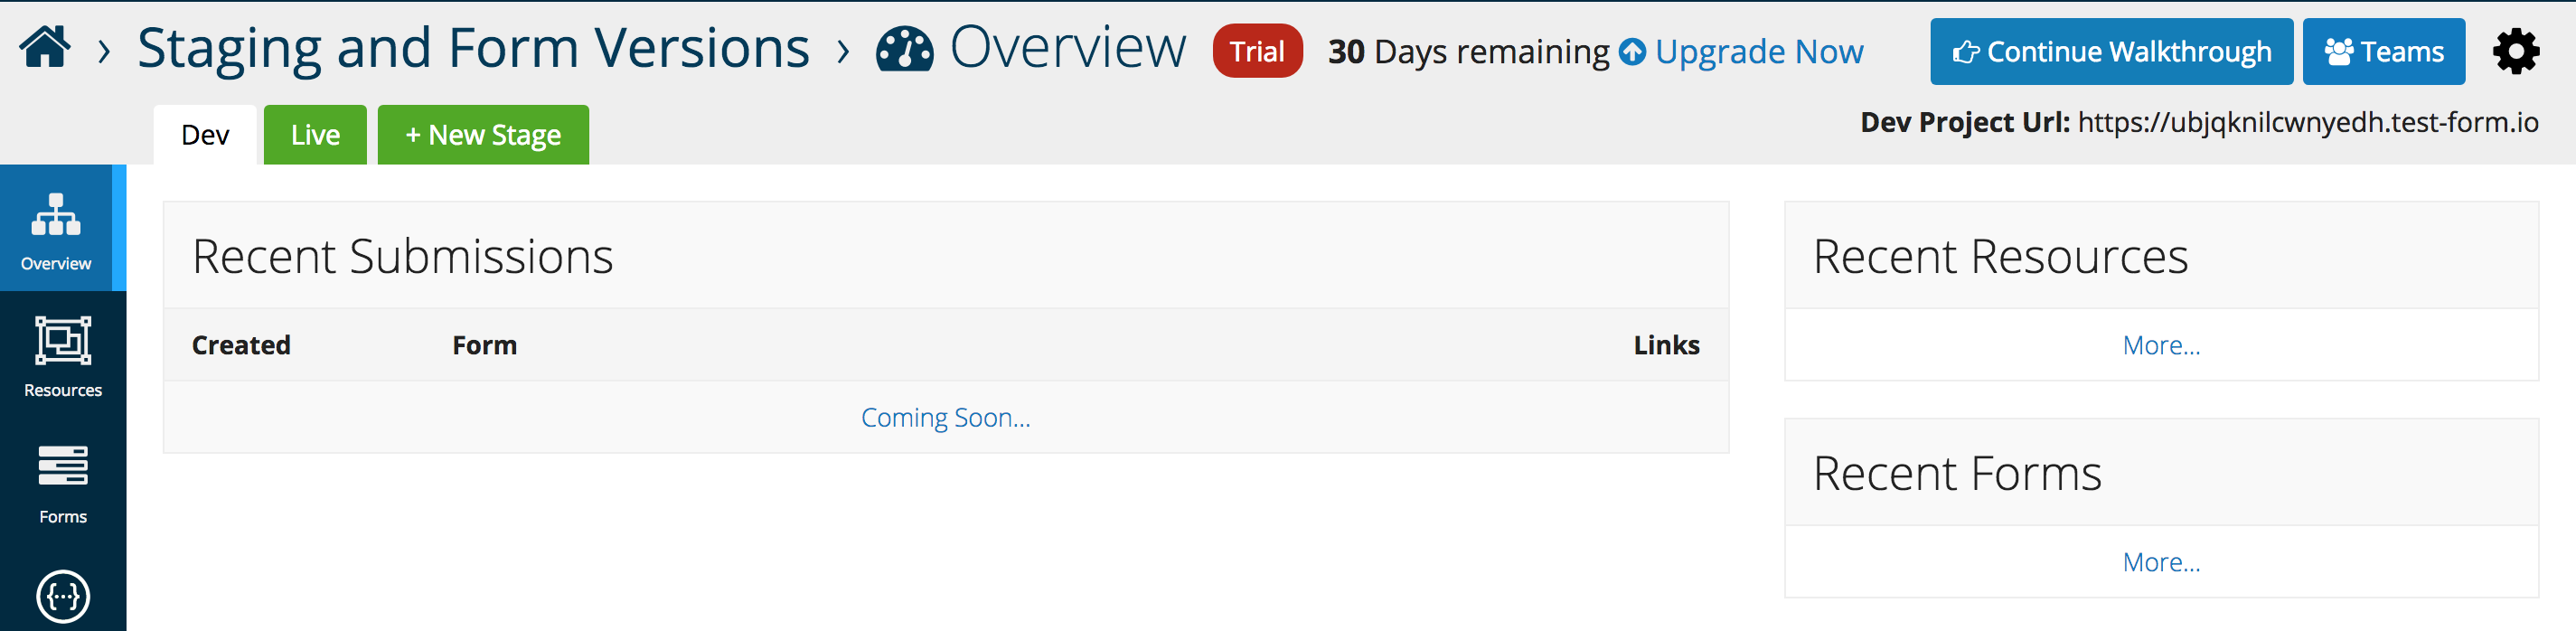 › Staging and Form Versions › Overview Trial 30 Days remaining Upgrade Now Continue Walkthrough Teams
Dev Live + New Stage Dev Project Url: https://ubjqknilcwnyedh.test-form.io
Overview
Resources
Forms
Recent Submissions
Created Form Links
Coming Soon...
Recent Resources
More...
Recent Forms
More...